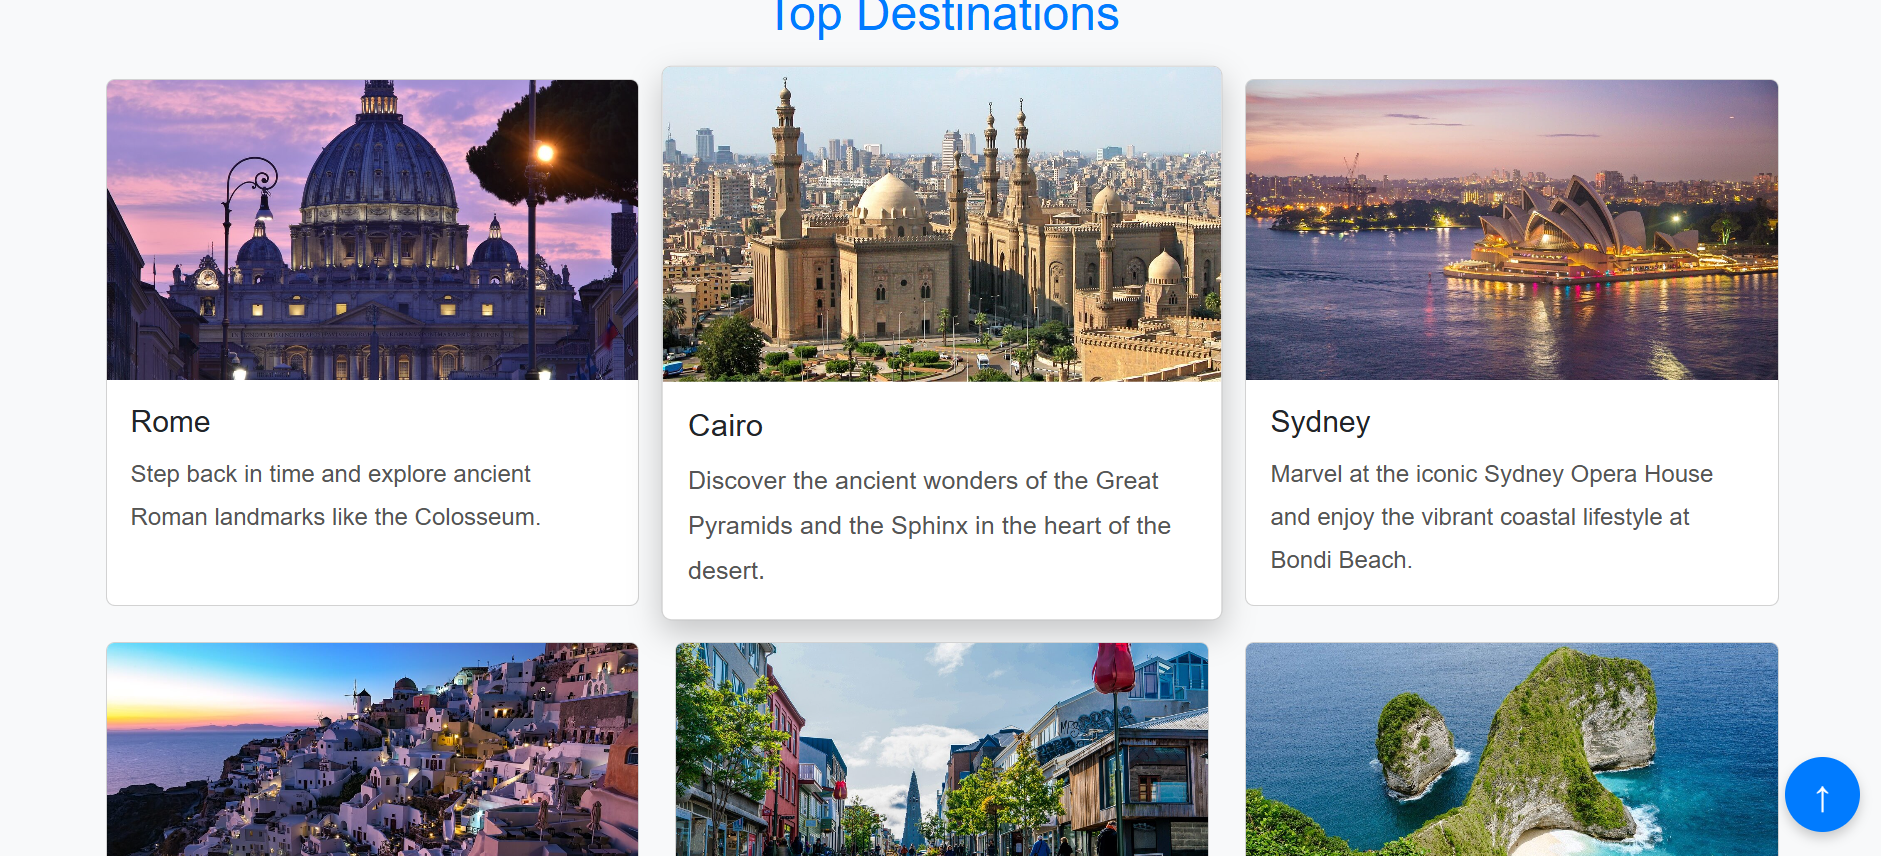 Top Destinations
Rome
Step back in time and explore ancient
Roman landmarks like the Colosseum.
Cairo
Discover the ancient wonders of the Great
Pyramids and the Sphinx in the heart of the
desert.
Sydney
Marvel at the iconic Sydney Opera House
and enjoy the vibrant coastal lifestyle at
Bondi Beach.
↑